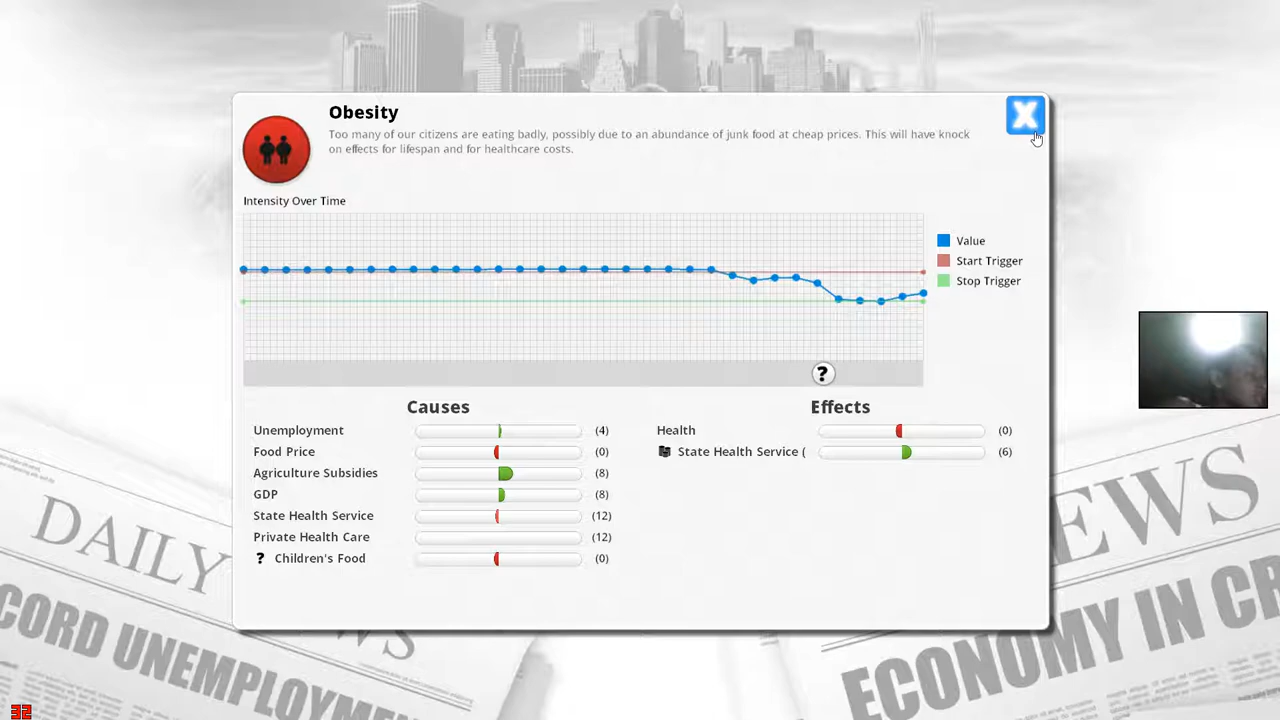 Obesity
Too many of our citizens are eating badly, possibly due to an abundance of junk food at cheap prices. This will have knock
on effects for lifespan and for healthcare costs.
X
Intensity Over Time
Value
Start Trigger
Stop Trigger
?
Causes
Unemployment (4)
Food Price (0)
Agriculture Subsidies (8)
GDP (8)
State Health Service (12)
Private Health Care (12)
? Children's Food (0)
Effects
Health (0)
State Health Service ( (6)
DAILY
NEWS
CORD UNEMPLOYMENT
EWS
ECONOMY IN CR
32